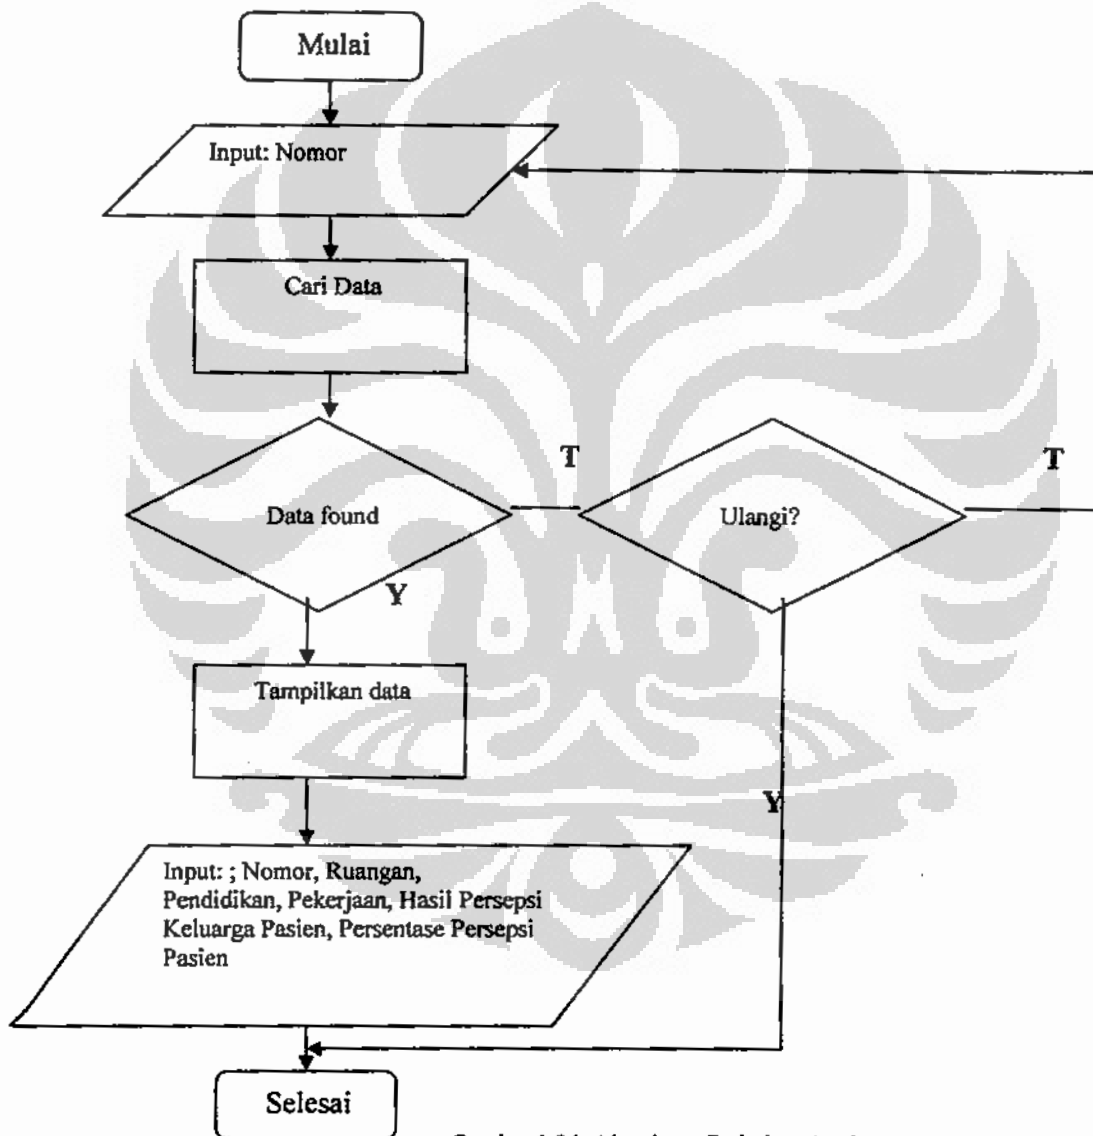 Mulai
Input: Nomor
Cari Data
Data found
T
Ulangi?
T
Y
Tampilkan data
Y
Input: ; Nomor, Ruangan,
Pendidikan, Pekerjaan, Hasil Persepsi
Keluarga Pasien, Persentase Persepsi
Pasien
Selesai